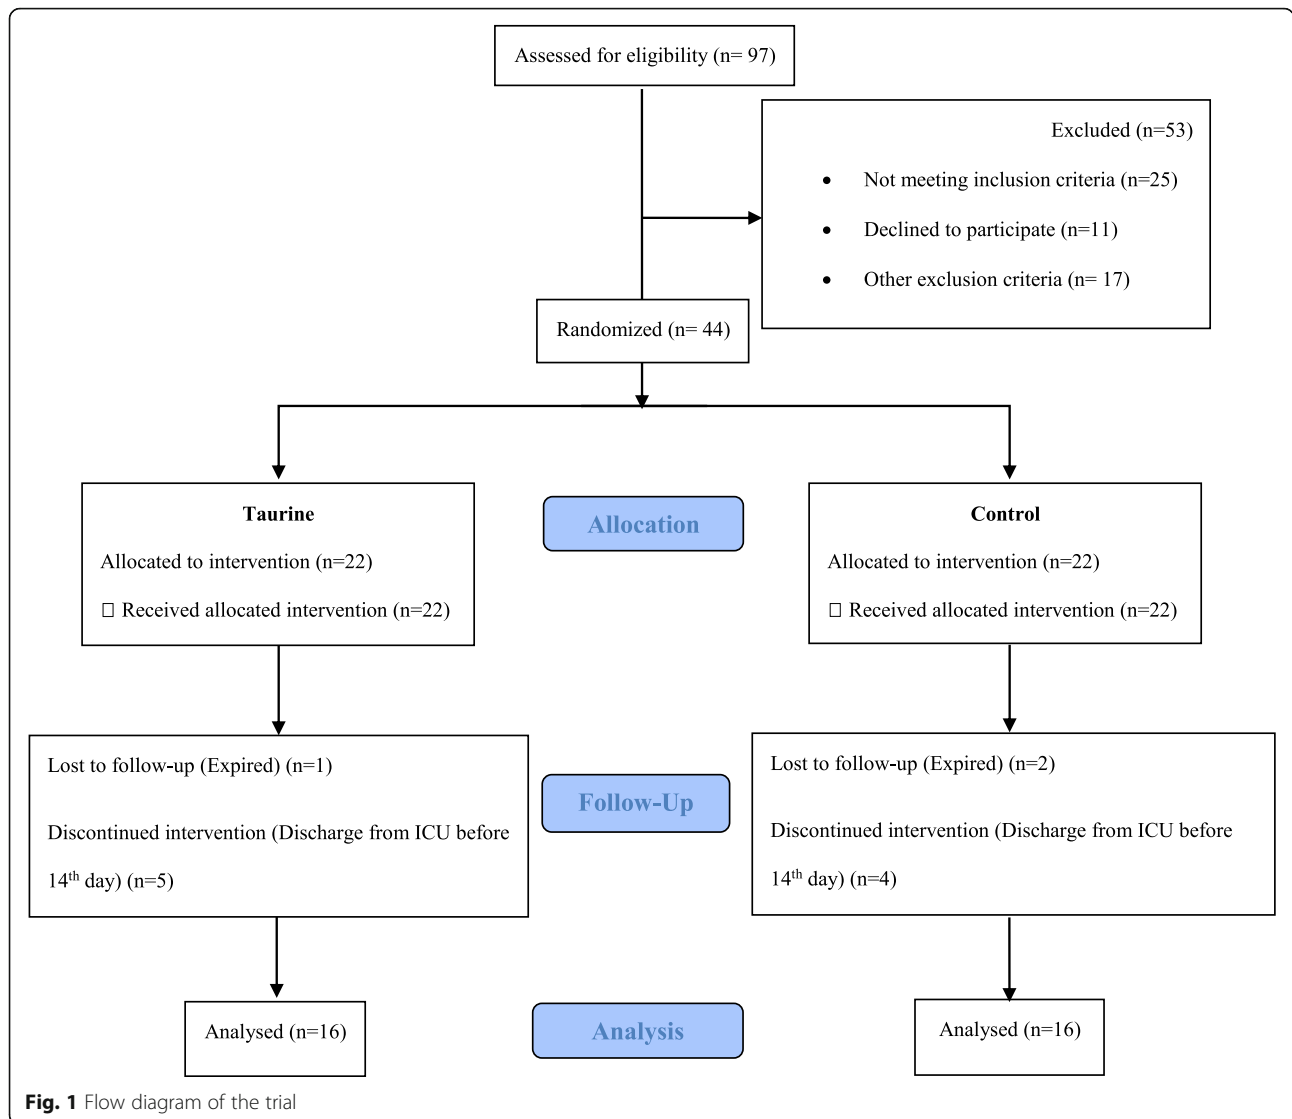 Assessed for eligibility (n= 97)
Excluded (n=53)
• Not meeting inclusion criteria (n=25)
• Declined to participate (n=11)
• Other exclusion criteria (n= 17)
Randomized (n= 44)
Taurine
Allocated to intervention (n=22)
□ Received allocated intervention (n=22)
Allocation
Control
Allocated to intervention (n=22)
□ Received allocated intervention (n=22)
Lost to follow-up (Expired) (n=1)
Discontinued intervention (Discharge from ICU before
14th day) (n=5)
Follow-Up
Lost to follow-up (Expired) (n=2)
Discontinued intervention (Discharge from ICU before
14th day) (n=4)
Analysed (n=16)
Analysis
Analysed (n=16)
Fig. 1 Flow diagram of the trial